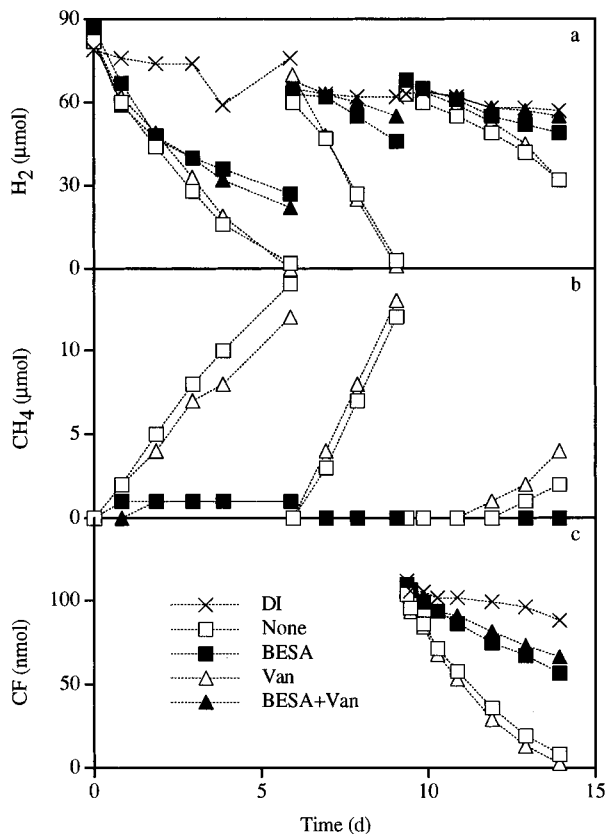 90
a
60
H2 (μmol)
30
0
b
10
CH4 (μmol)
5
0
c
100
CF (nmol)
50
0
DI
None
BESA
Van
BESA+Van
0 5 10 15
Time (d)